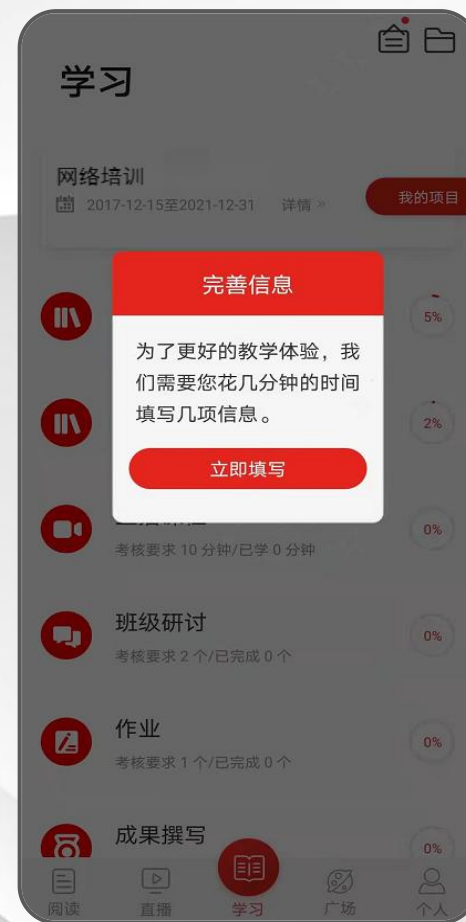 学习
网络培训
2017-12-15至2021-12-31 详情 »
我的项目
完善信息
为了更好的教学体验，我
们需要您花几分钟的时间
填写几项信息。
立即填写
5%
2%
0%
考核要求 10 分钟/已学 0 分钟
班级研讨
考核要求 2 个/已完成 0 个
0%
作业
考核要求 1 个/已完成 0 个
0%
成果撰写
0%
阅读
直播
学习
广场
个人